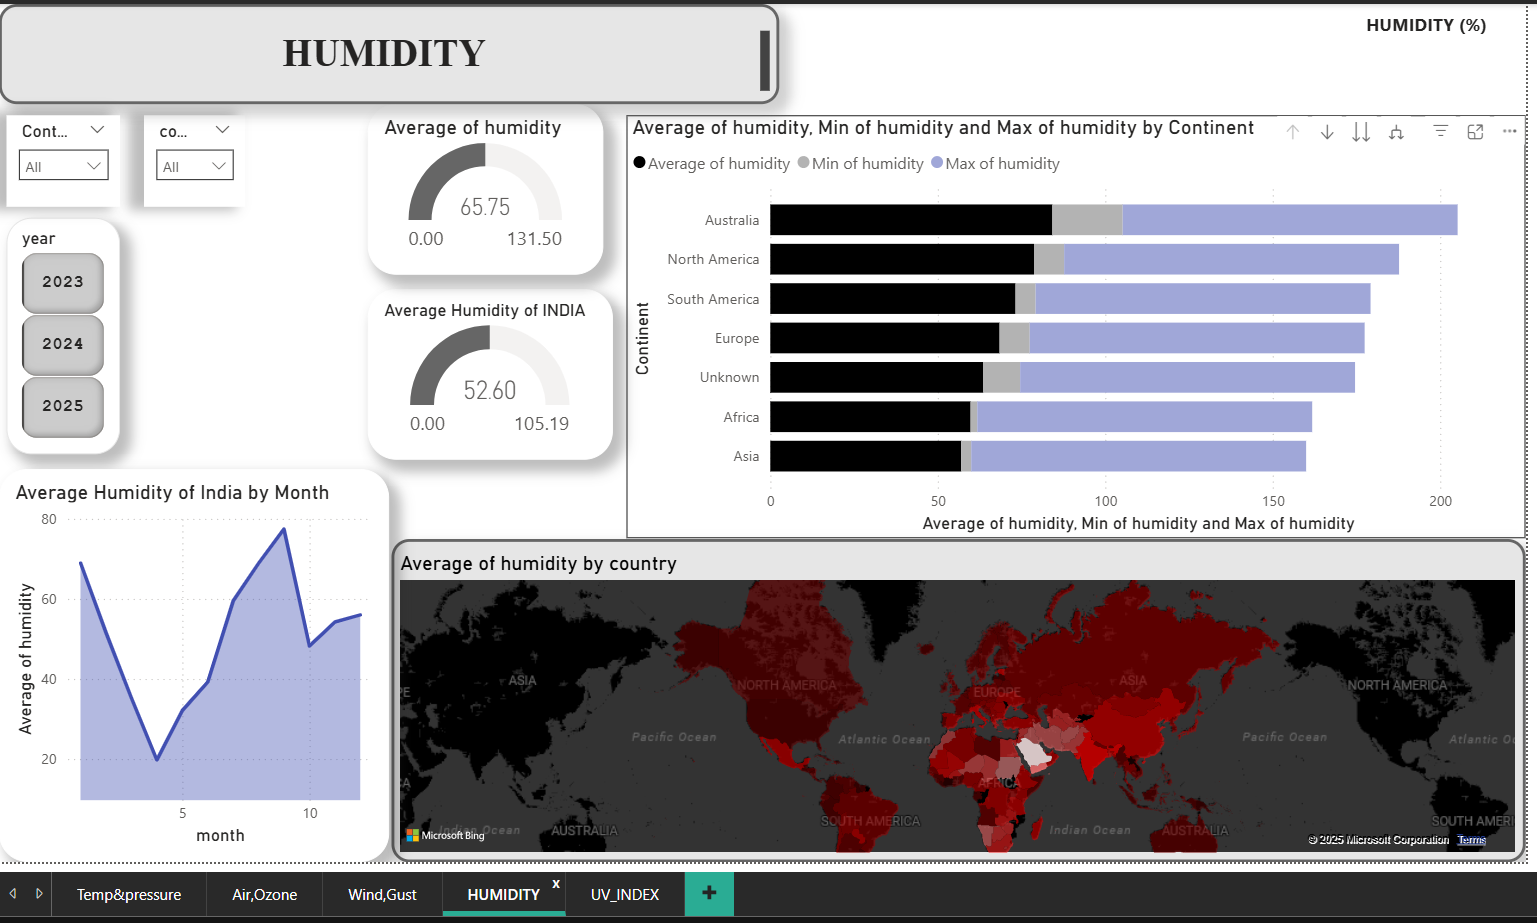 HUMIDITY
HUMIDITY (%)
Cont...
All
co...
All
year
2023
2024
2025
Average of humidity
65.75
0.00
131.50
Average Humidity of INDIA
52.60
0.00
105.19
Average of humidity, Min of humidity and Max of humidity by Continent
Average of humidity Min of humidity Max of humidity
Continent
Australia
North America
South America
Europe
Unknown
Africa
Asia
0 50 100 150 200
Average of humidity, Min of humidity and Max of humidity
Average Humidity of India by Month
Average of humidity
80
60
40
20
5 10
month
Average of humidity by country
ASIA
NORTH AMERICA
EUROPE
ASIA
NORTH AMERICA
PE
Pacific Ocean
Atlantic Ocean
Pacific Ocean
Atlantic Oc
CA
AFRICA
SOUTH AMERICA
SOUTH AMERI
Indian Ocean
AUSTRALIA
Indian Ocean
AUSTRALIA
Microsoft Bing
© 2025 Microsoft Corporation Terms
Temp&pressure
Air,Ozone
Wind,Gust
HUMIDITY x
UV_INDEX
+